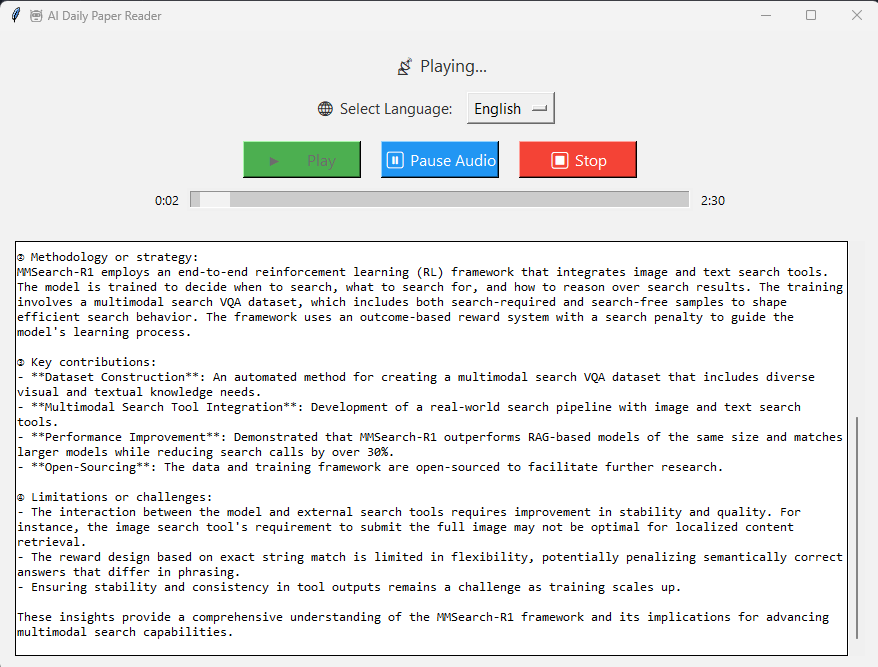 AI Daily Paper Reader
Playing...
Select Language: English
▶ Play
Pause Audio
Stop
0:02
2:30
Methodology or strategy:
MMSearch-R1 employs an end-to-end reinforcement learning (RL) framework that integrates image and text search tools.
The model is trained to decide when to search, what to search for, and how to reason over search results. The training
involves a multimodal search VQA dataset, which includes both search-required and search-free samples to shape
efficient search behavior. The framework uses an outcome-based reward system with a search penalty to guide the
model's learning process.
Key contributions:
- **Dataset Construction**: An automated method for creating a multimodal search VQA dataset that includes diverse
visual and textual knowledge needs.
- **Multimodal Search Tool Integration**: Development of a real-world search pipeline with image and text search
tools.
- **Performance Improvement**: Demonstrated that MMSearch-R1 outperforms RAG-based models of the same size and matches
larger models while reducing search calls by over 30%.
- **Open-Sourcing**: The data and training framework are open-sourced to facilitate further research.
Limitations or challenges:
- The interaction between the model and external search tools requires improvement in stability and quality. For
instance, the image search tool's requirement to submit the full image may not be optimal for localized content
retrieval.
- The reward design based on exact string match is limited in flexibility, potentially penalizing semantically correct
answers that differ in phrasing.
- Ensuring stability and consistency in tool outputs remains a challenge as training scales up.
These insights provide a comprehensive understanding of the MMSearch-R1 framework and its implications for advancing
multimodal search capabilities.